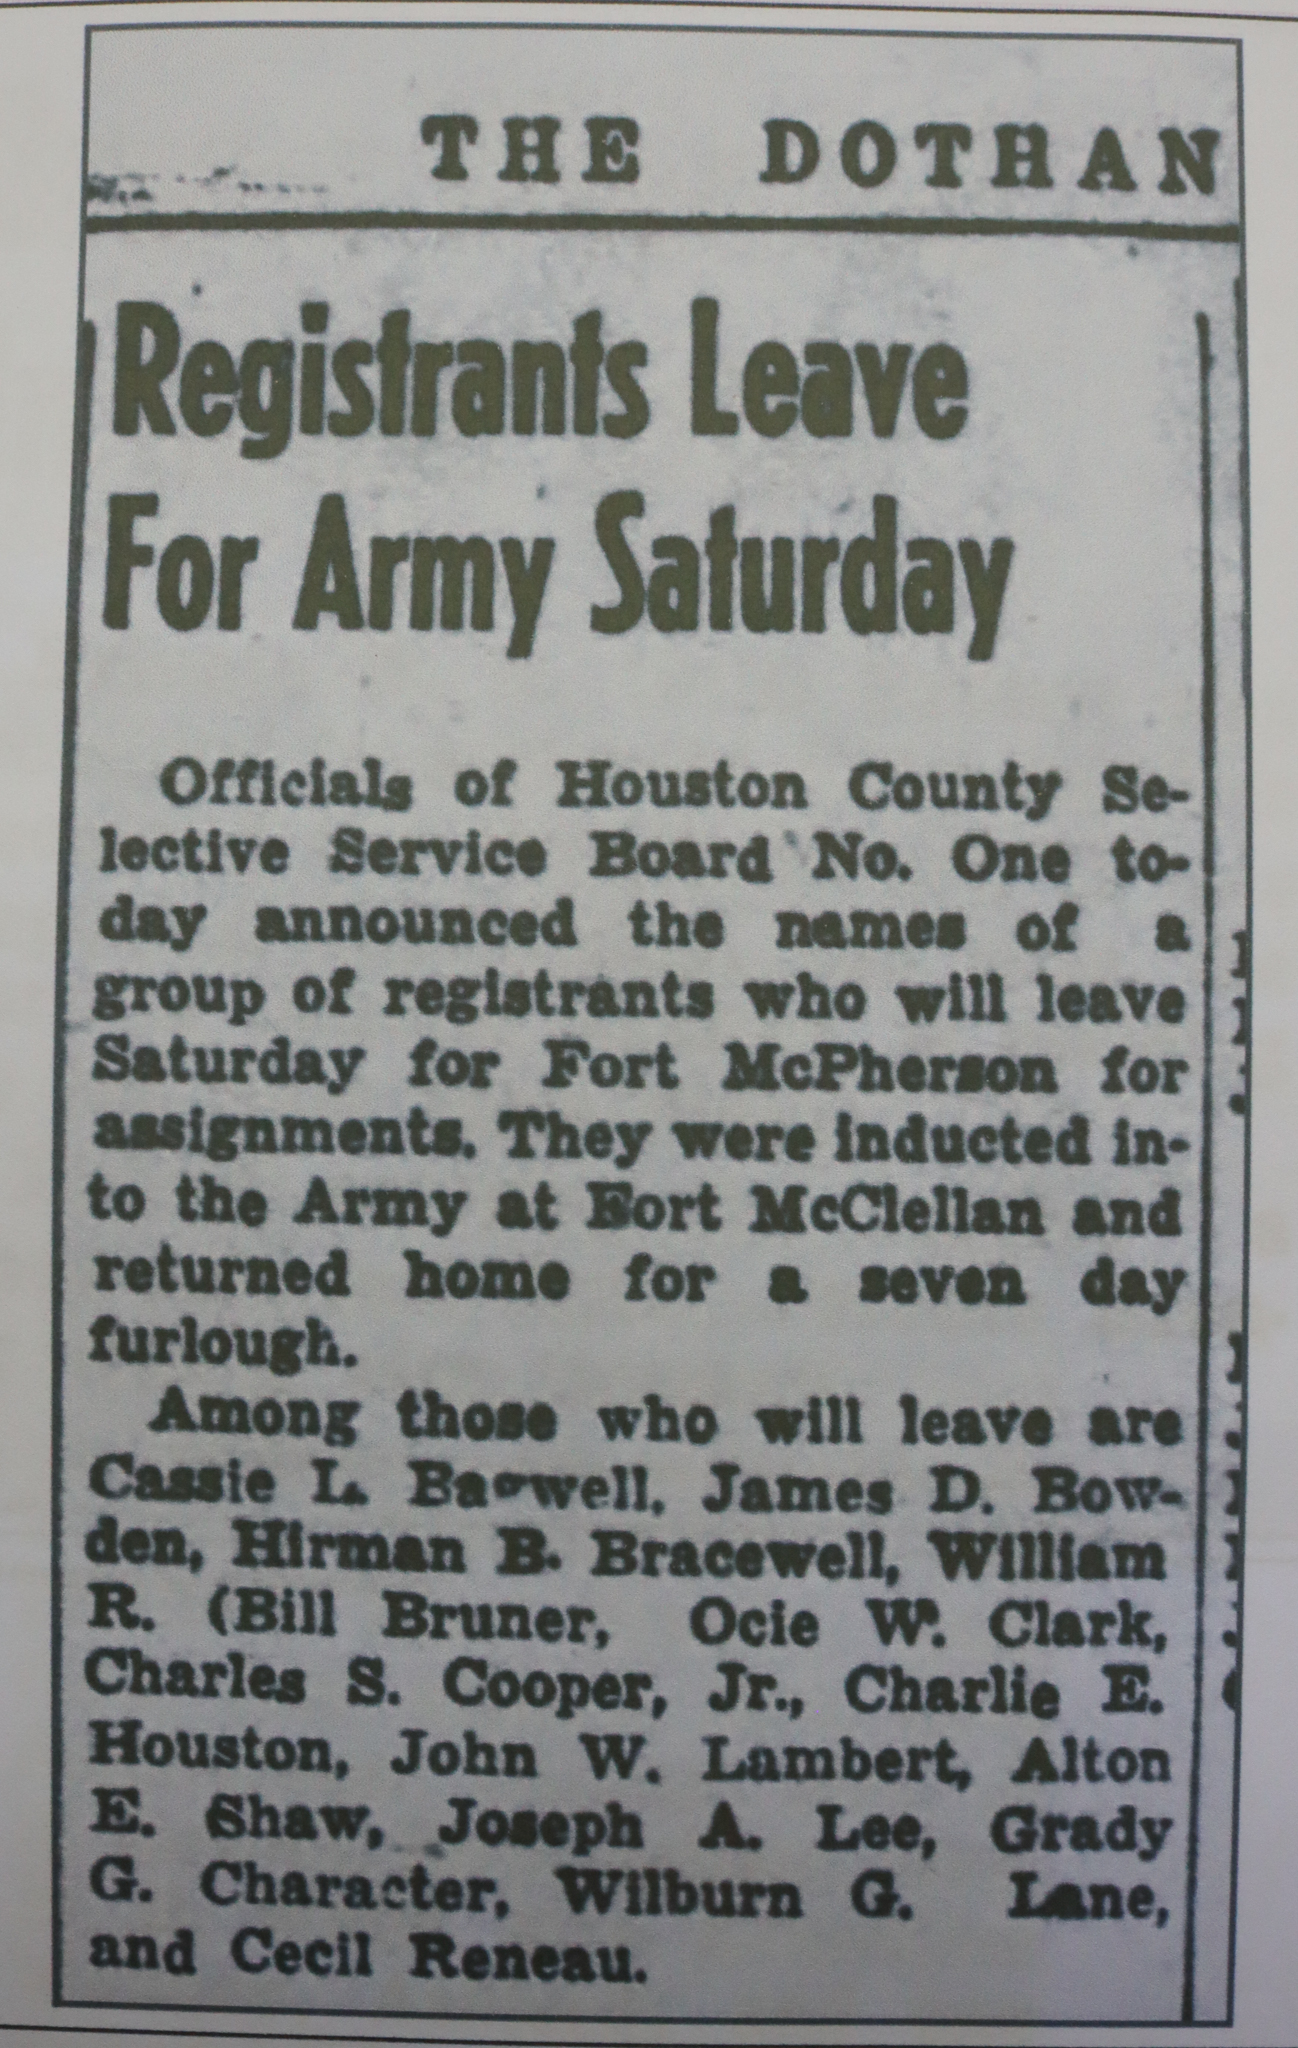 THE DOTHAN
Registrants Leave
For Army Saturday
Officials of Houston County Se-
lective Service Board No. One to-
day announced the names of a
group of registrants who will leave
Saturday for Fort McPherson for
assignments. They were inducted in-
to the Army at Fort McClellan and
returned home for a seven day
furlough.
Among those who will leave are
Cassie L. Bagwell, James D. Bow-
den, Hirman B. Bracewell, William
R. (Bill Bruner, Ocie W. Clark,
Charles S. Cooper, Jr., Charlie E.
Houston, John W. Lambert, Alton
E. Shaw, Joseph A. Lee, Grady
G. Character, Wilburn G. Lane,
and Cecil Reneau.